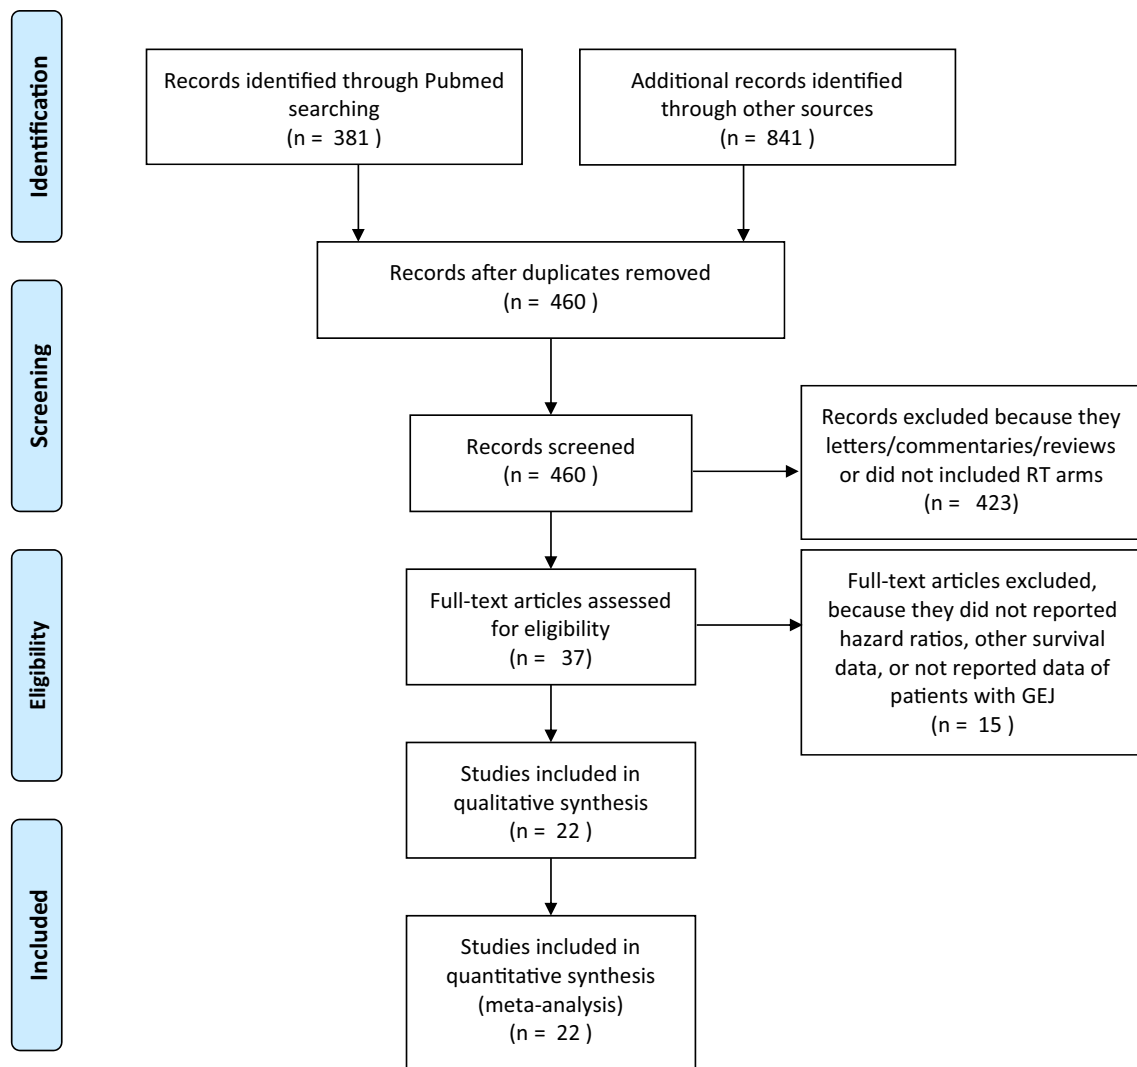 Identification
Records identified through Pubmed
searching
(n = 381 )
Additional records identified
through other sources
(n = 841 )
Records after duplicates removed
(n = 460 )
Screening
Records screened
(n = 460 )
Records excluded because they
letters/commentaries/reviews
or did not included RT arms
(n = 423)
Eligibility
Full-text articles assessed
for eligibility
(n = 37)
Full-text articles excluded,
because they did not reported
hazard ratios, other survival
data, or not reported data of
patients with GEJ
(n = 15 )
Studies included in
qualitative synthesis
(n = 22 )
Included
Studies included in
quantitative synthesis
(meta-analysis)
(n = 22 )